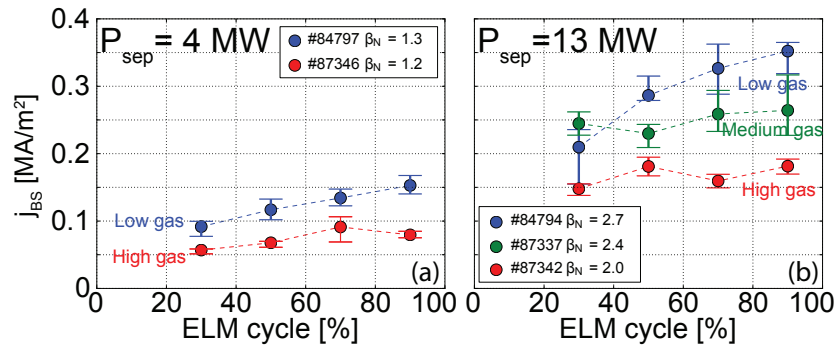 P_sep = 4 MW
#84797 β_N = 1.3
#87346 β_N = 1.2
j_BS [MA/m²]
0.4
0.3
0.2
0.1
0
Low gas
High gas
(a)
0 20 40 60 80 100
ELM cycle [%]
P_sep =13 MW
Low gas
Medium gas
High gas
#84794 β_N = 2.7
#87337 β_N = 2.4
#87342 β_N = 2.0
(b)
0 20 40 60 80 100
ELM cycle [%]